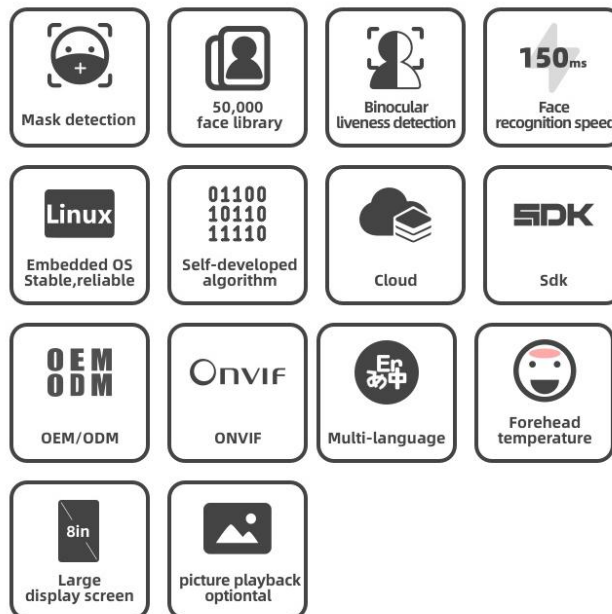 Mask detection
50,000
face library
Binocular
liveness detection
150ms
Face
recognition speed
Linux
Embedded OS
Stable,reliable
01100
10110
11110
Self-developed
algorithm
Cloud
SDK
Sdk
OEM
ODM
OEM/ODM
ONVIF
ONVIF
En
あ中
Multi-language
Forehead
temperature
8in
Large
display screen
picture playback
optiontal